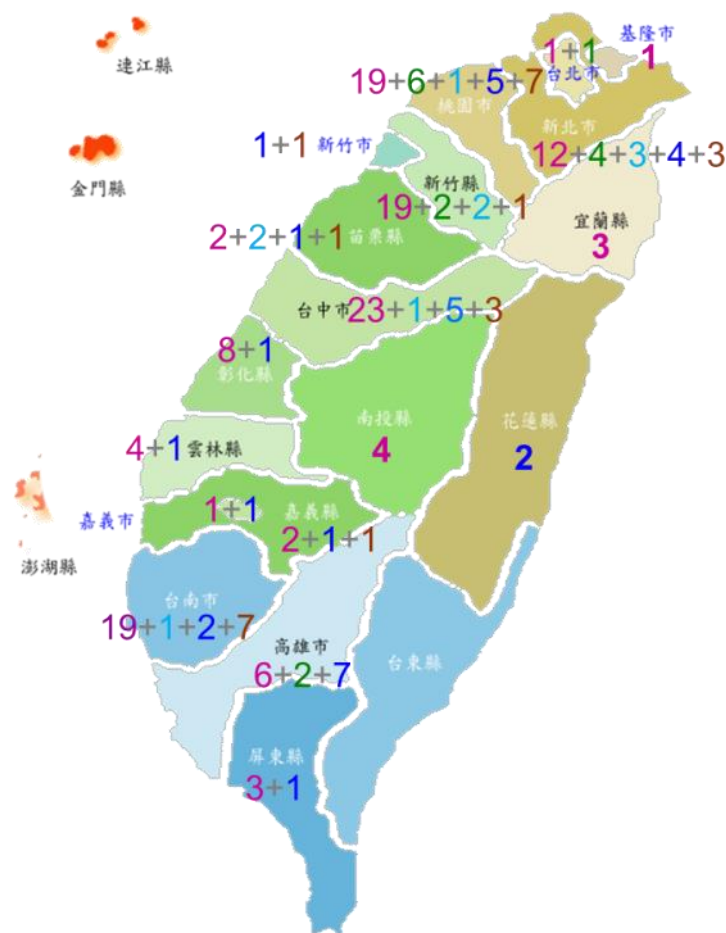 連江縣
基隆市
1
1+1
台北市
19+6+1+5+7
桃園市
新北市
12+4+3+4+3
1+1
新竹市
新竹縣
19+2+2+1
金門縣
宜蘭縣
3
2+2+1+1
苗栗縣
台中市
23+1+5+3
8+1
彰化縣
南投縣
4
花蓮縣
2
4+1
雲林縣
嘉義市
1+1
嘉義縣
2+1+1
澎湖縣
台南市
19+1+2+7
高雄市
6+2+7
台東縣
屏東縣
3+1